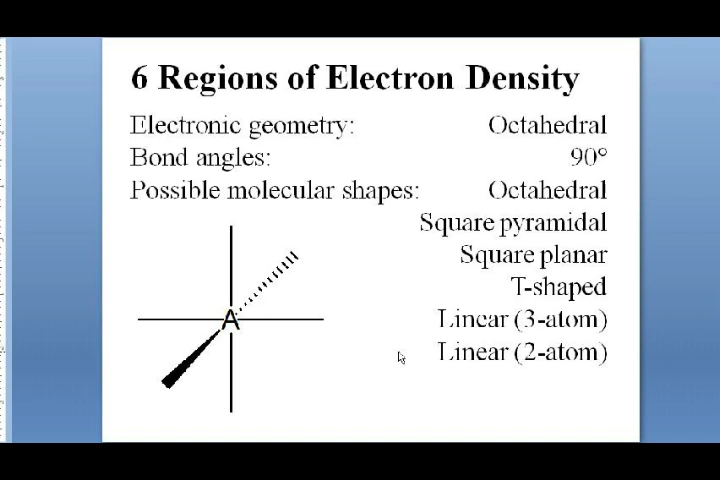 6 Regions of Electron Density
Electronic geometry: Octahedral
Bond angles: 90°
Possible molecular shapes: Octahedral
Square pyramidal
Square planar
T-shaped
Linear (3-atom)
Linear (2-atom)
A